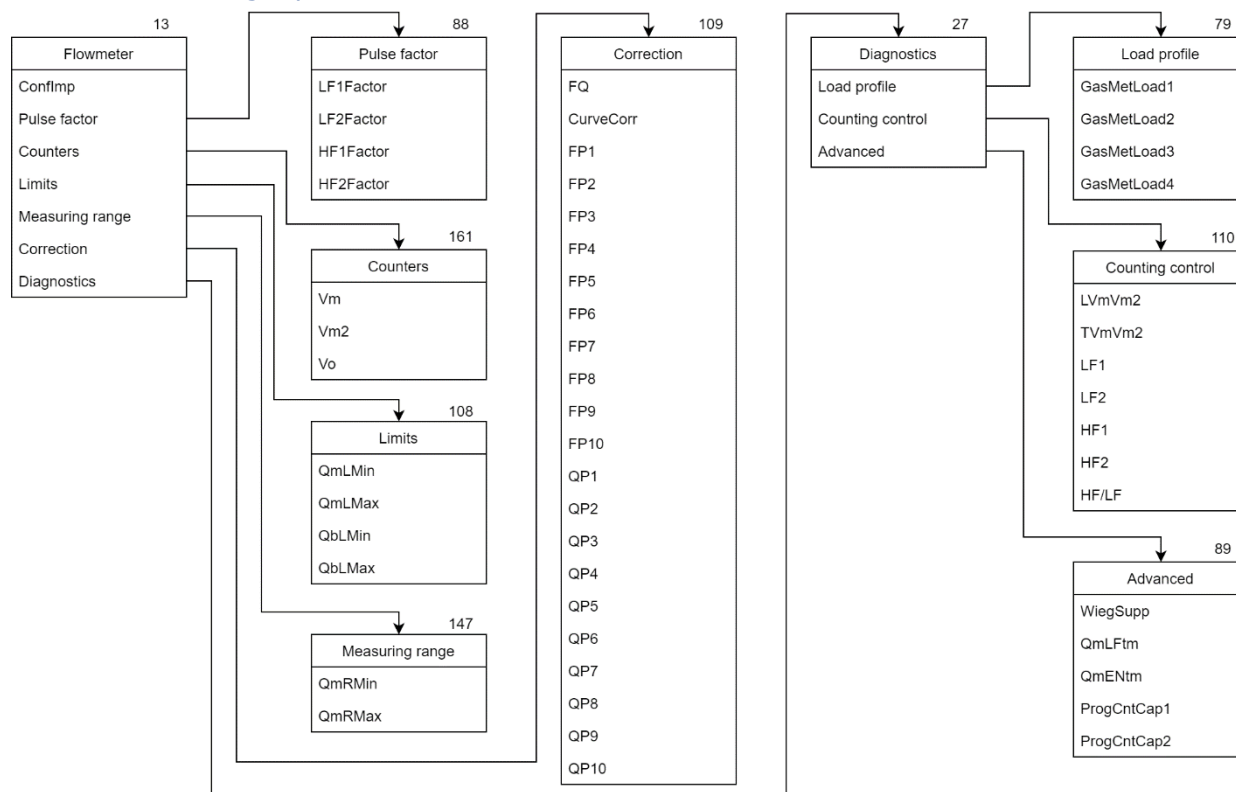 13
Flowmeter
ConfImp
Pulse factor
Counters
Limits
Measuring range
Correction
Diagnostics
88
Pulse factor
LF1Factor
LF2Factor
HF1Factor
HF2Factor
161
Counters
Vm
Vm2
Vo
108
Limits
QmLMin
QmLMax
QbLMin
QbLMax
147
Measuring range
QmRMin
QmRMax
109
Correction
FQ
CurveCorr
FP1
FP2
FP3
FP4
FP5
FP6
FP7
FP8
FP9
FP10
QP1
QP2
QP3
QP4
QP5
QP6
QP7
QP8
QP9
QP10
27
Diagnostics
Load profile
Counting control
Advanced
79
Load profile
GasMetLoad1
GasMetLoad2
GasMetLoad3
GasMetLoad4
110
Counting control
LVmVm2
TVmVm2
LF1
LF2
HF1
HF2
HF/LF
89
Advanced
WiegSupp
QmLFtm
QmENtm
ProgCntCap1
ProgCntCap2